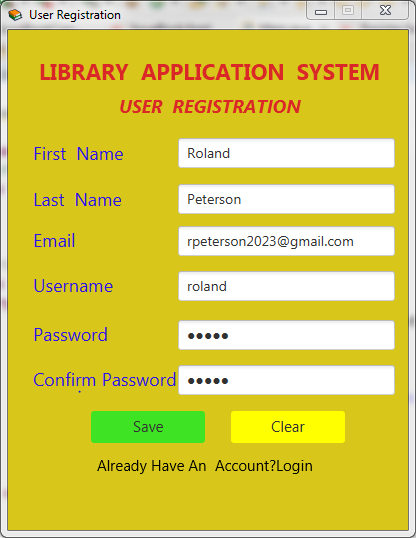 User Registration
LIBRARY APPLICATION SYSTEM
USER REGISTRATION
First Name Roland
Last Name Peterson
Email rpeterson2023@gmail.com
Username roland
Password ●●●●●
Confirm Password ●●●●●
Save Clear
Already Have An Account?Login